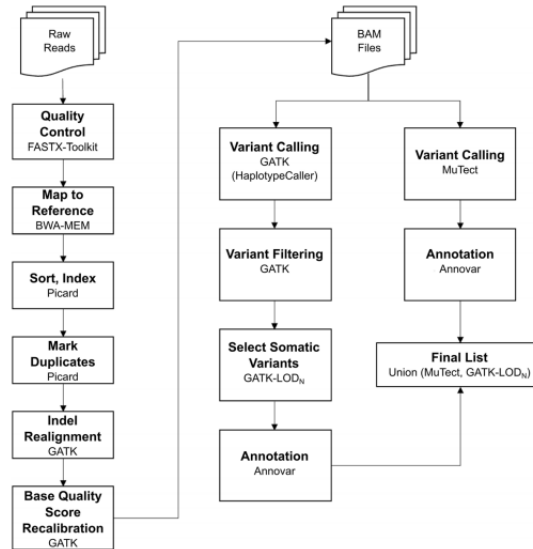 Raw
Reads
Quality
Control
FASTX-Toolkit
Map to
Reference
BWA-MEM
Sort, Index
Picard
Mark
Duplicates
Picard
Indel
Realignment
GATK
Base Quality
Score
Recalibration
GATK
BAM
Files
Variant Calling
GATK
(HaplotypeCaller)
Variant Filtering
GATK
Select Somatic
Variants
GATK-LODN
Annotation
Annovar
Variant Calling
MuTect
Annotation
Annovar
Final List
Union (MuTect, GATK-LODN)